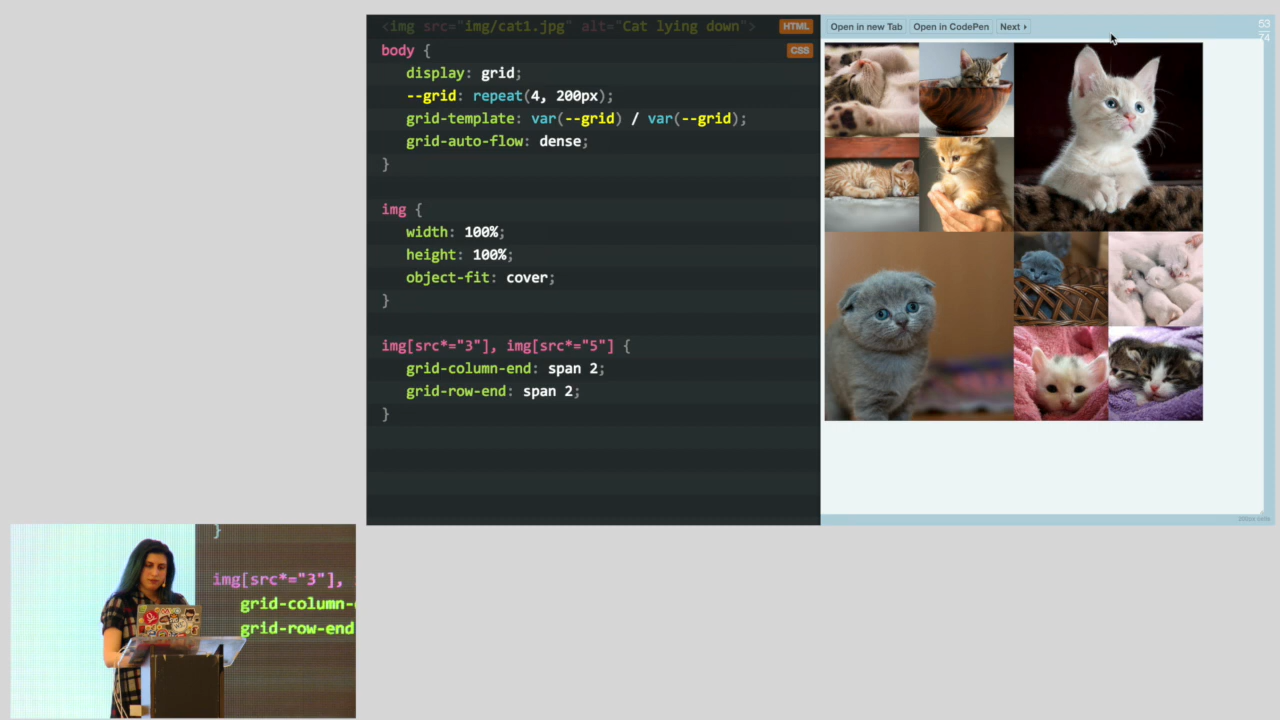 <img src="img/cat1.jpg" alt="Cat lying down">
HTML
body {
CSS
display: grid;
--grid: repeat(4, 200px);
grid-template: var(--grid) / var(--grid);
grid-auto-flow: dense;
}
img {
width: 100%;
height: 100%;
object-fit: cover;
}
img[src*="3"], img[src*="5"] {
grid-column-end: span 2;
grid-row-end: span 2;
}
Open in new Tab
Open in CodePen
Next ›
53
74
}
img[src*="3"],
grid-column-
grid-row-end